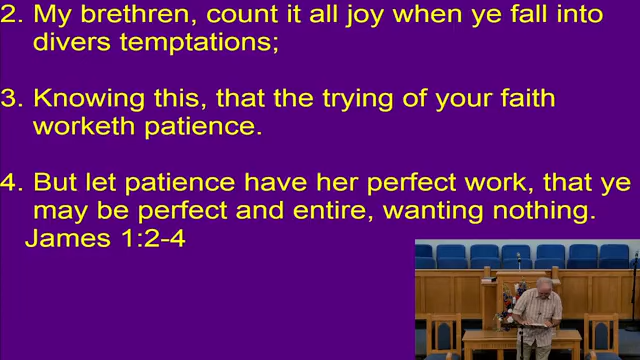 2. My brethren, count it all joy when ye fall into
divers temptations;
3. Knowing this, that the trying of your faith
worketh patience.
4. But let patience have her perfect work, that ye
may be perfect and entire, wanting nothing.
James 1:2-4